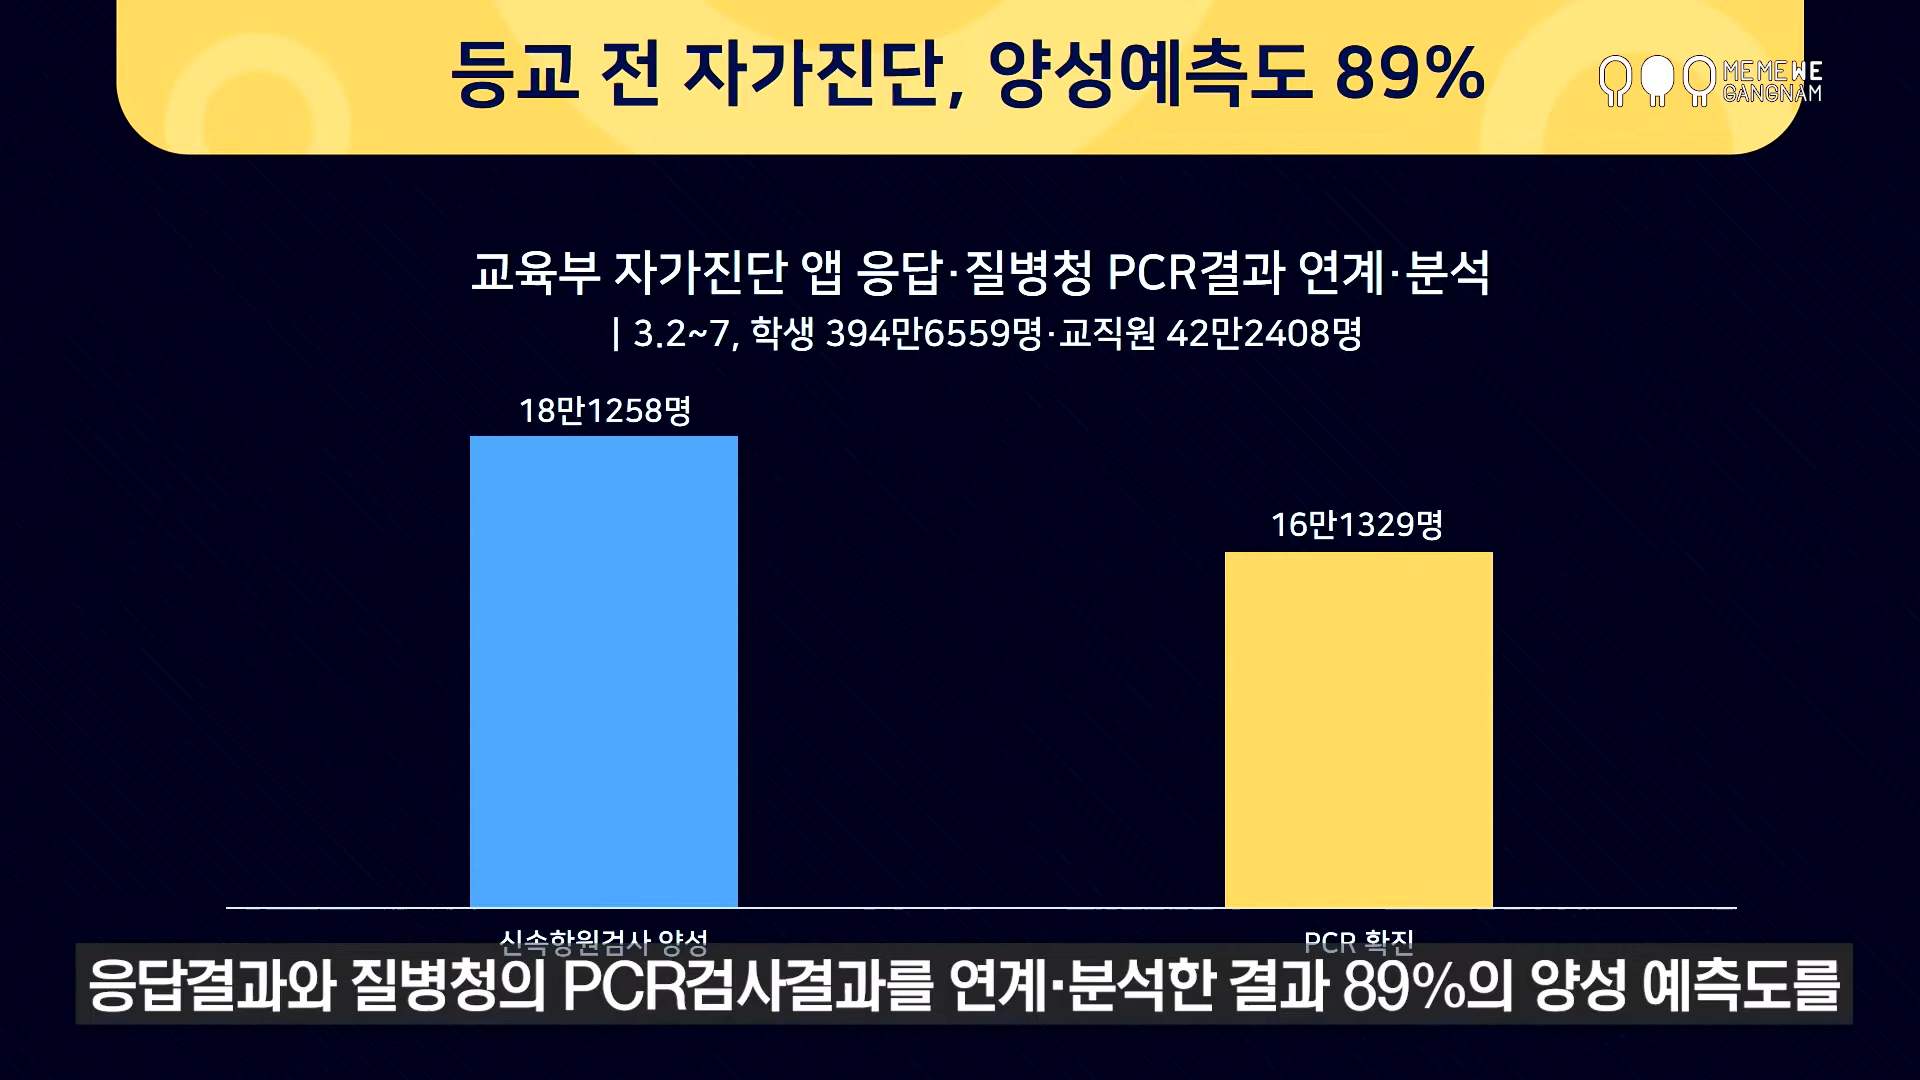 등교 전 자가진단, 양성예측도 89%
MEMEWE
GANGNAM
교육부 자가진단 앱 응답·질병청 PCR결과 연계·분석
| 3.2~7, 학생 394만6559명·교직원 42만2408명
18만1258명
16만1329명
신속항원검사 양성
PCR 확진
응답결과와 질병청의 PCR검사결과를 연계·분석한 결과 89%의 양성 예측도를